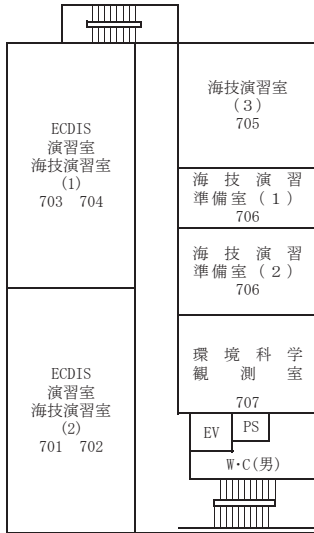 ECDIS
演習室
海技演習室
(1)
703 704
ECDIS
演習室
海技演習室
(2)
701 702
海技演習室
(3)
705
海技演習
準備室(1)
706
海技演習
準備室(2)
706
環境科学
観測室
707
EV
PS
W·C(男)